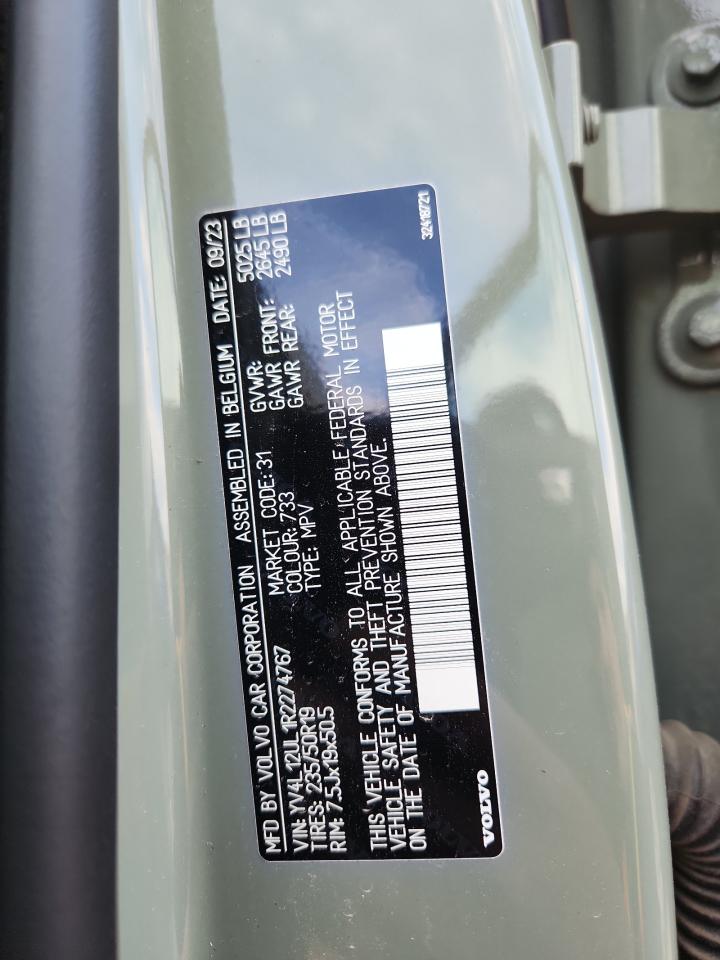 MFD BY VOLVO CAR CORPORATION ASSEMBLED IN BELGIUM DATE: 09/23
VIN: YV4L12UL1R2274767 MARKET CODE: 31 GVWR: 5025 LB
TIRES: 235/50R19 COLOUR: 733 GAWR FRONT: 2645 LB
RIM: 7.5Jx19x50.5 TYPE: MPV GAWR REAR: 2490 LB
THIS VEHICLE CONFORMS TO ALL APPLICABLE FEDERAL MOTOR
VEHICLE SAFETY AND THEFT PREVENTION STANDARDS IN EFFECT
ON THE DATE OF MANUFACTURE SHOWN ABOVE.
VOLVO 32418721